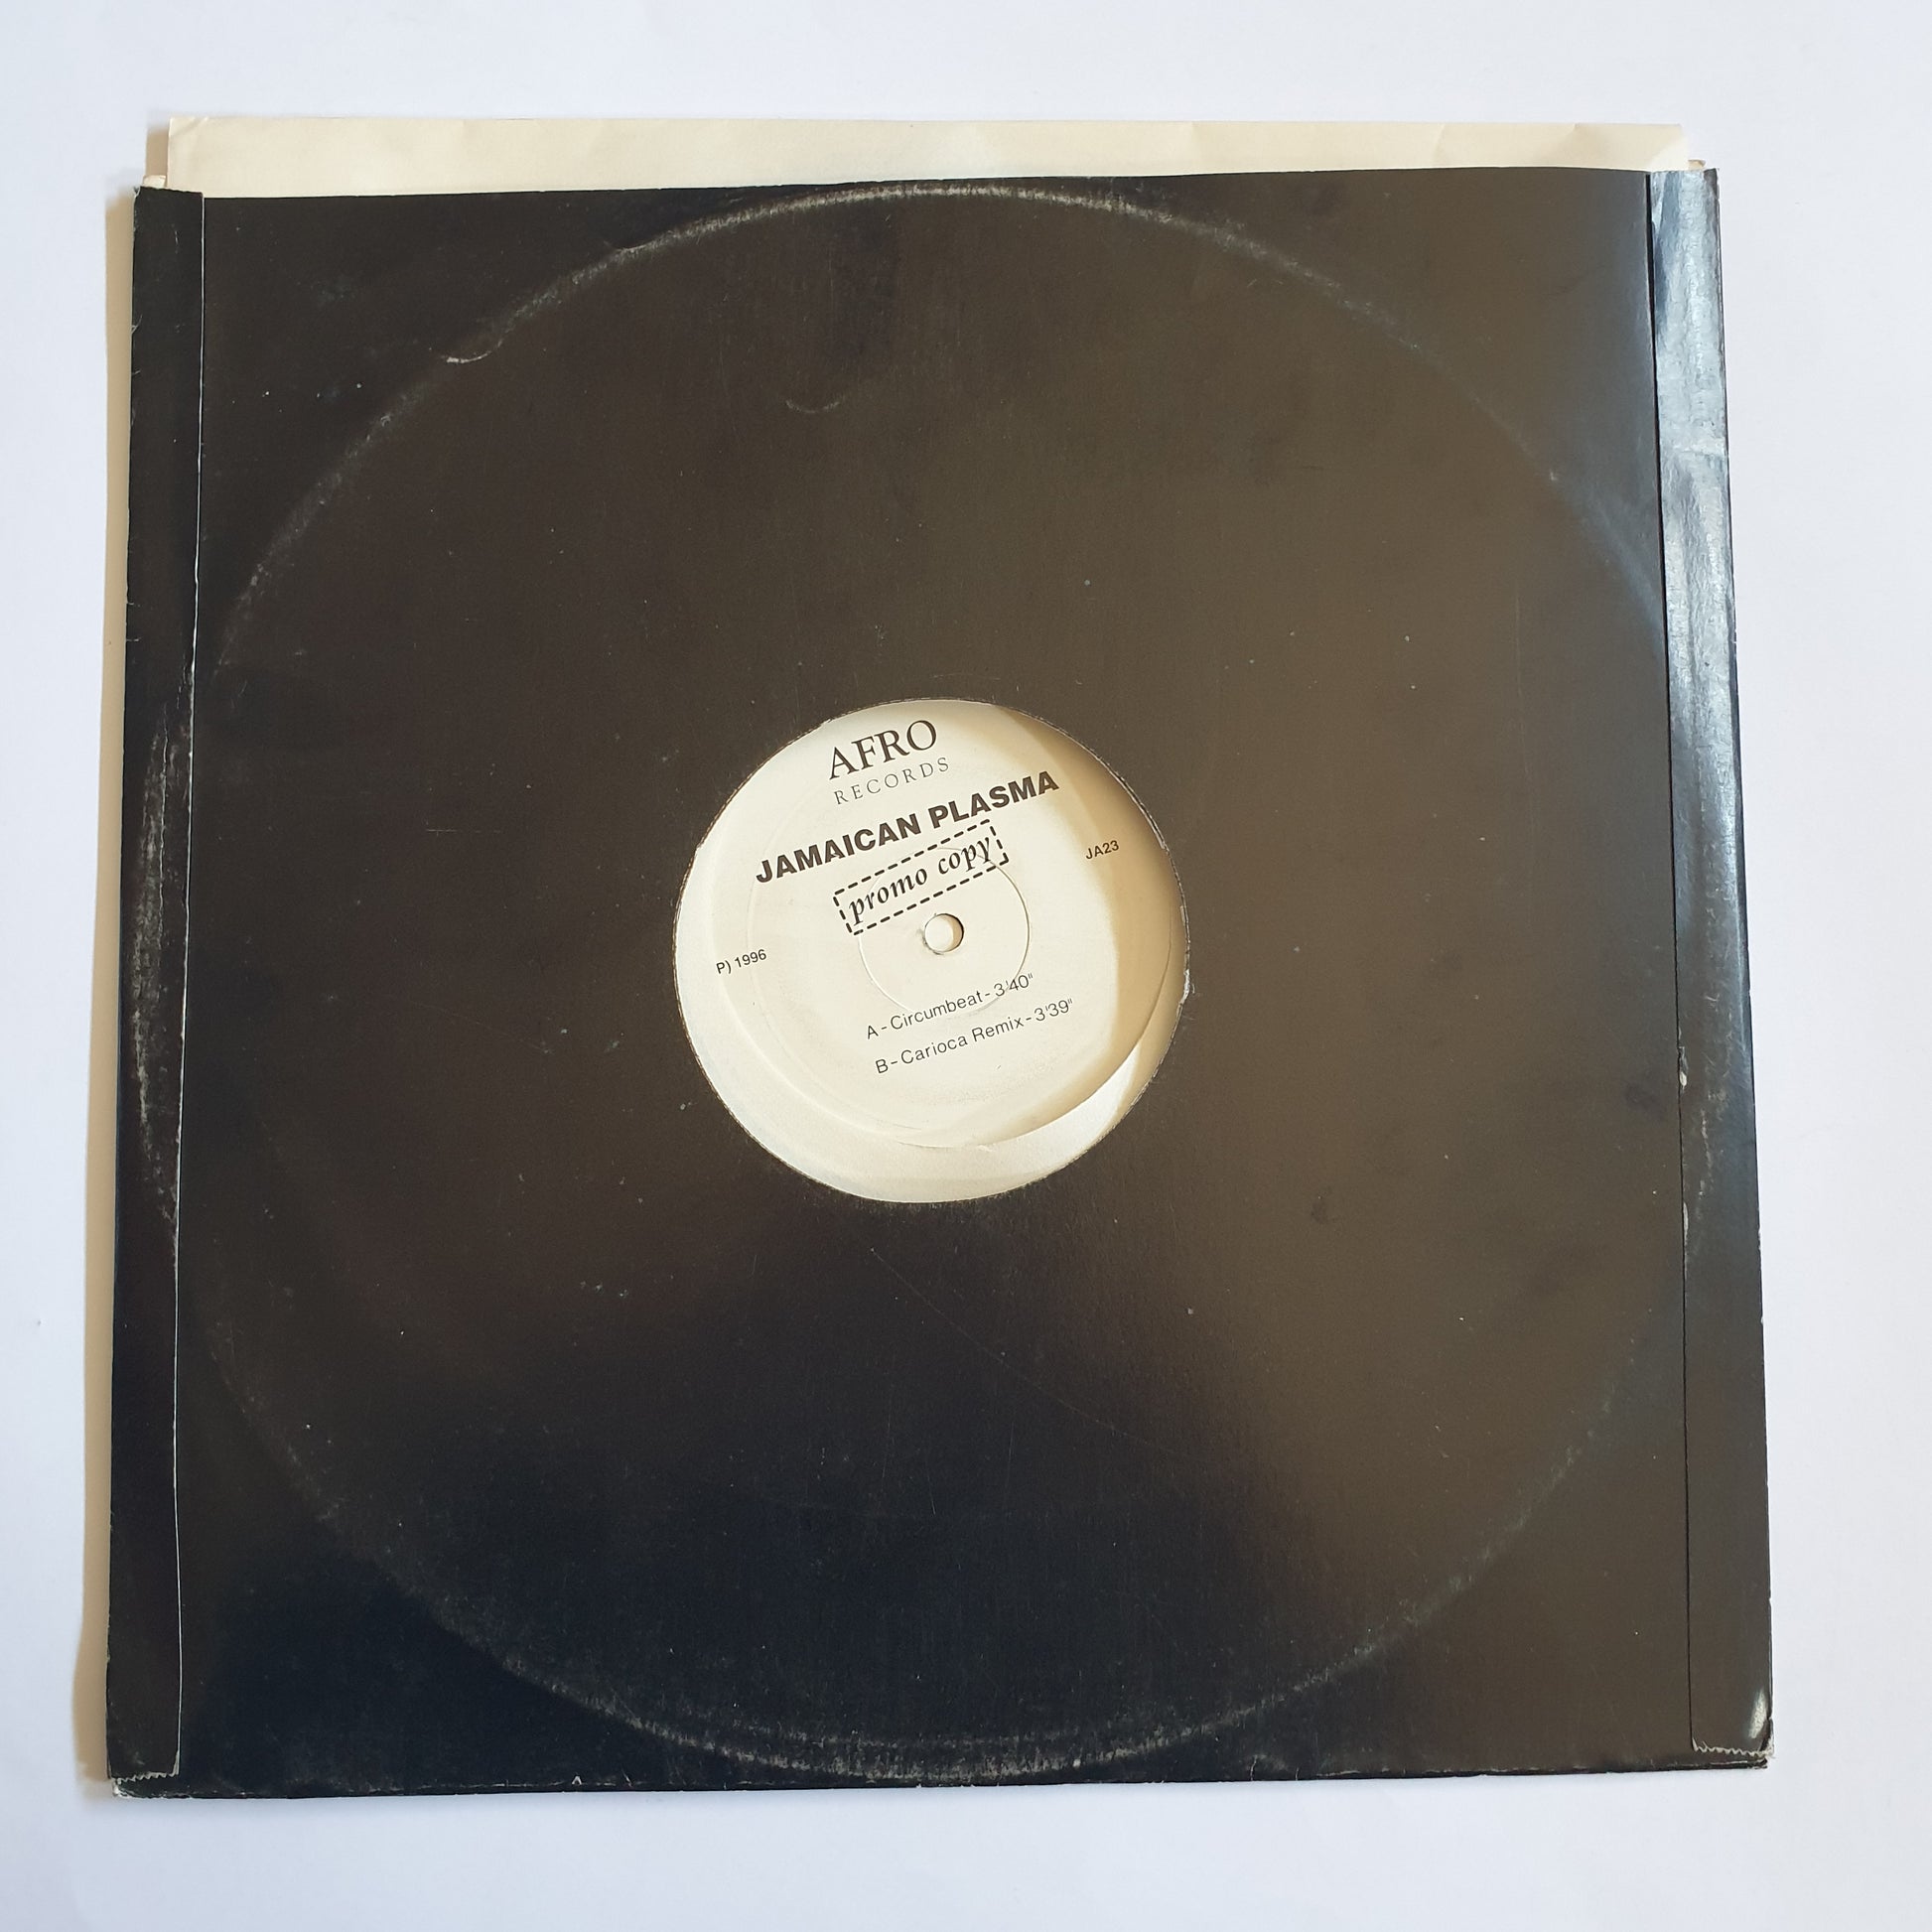 AFRO
RECORDS
JAMAICAN PLASMA
promo copy
JA23
P) 1996
A - Circumbeat - 3'40"
B - Carioca Remix - 3'39"